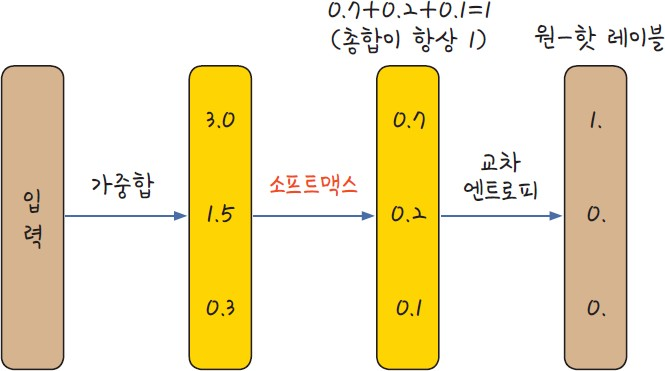 0.7+0.2+0.1=1
(총합이 항상 1)
원-핫 레이블
입력
가중합
3.0
1.5
0.3
소프트맥스
0.7
0.2
0.1
교차
엔트로피
1.
0.
0.